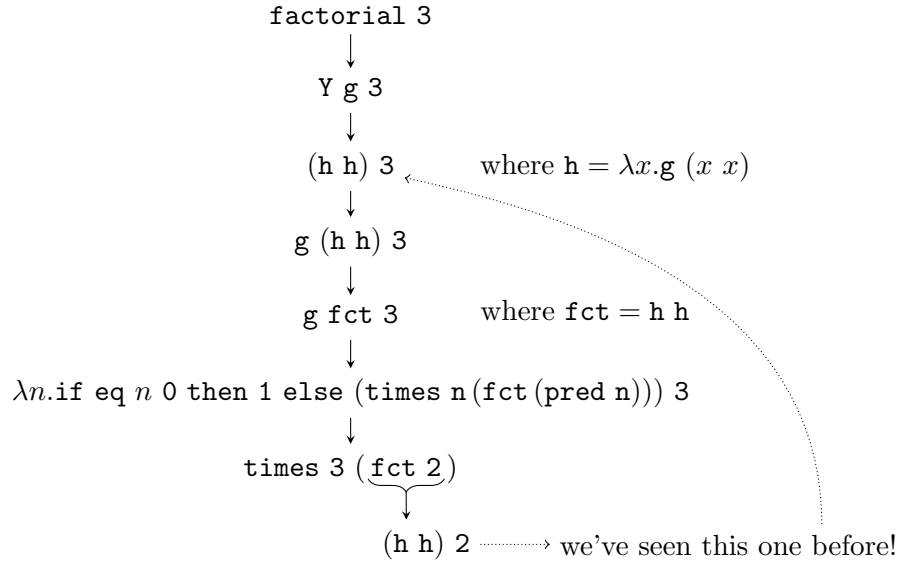 factorial 3
Y g 3
(h h) 3 where h = λx.g (x x)
g (h h) 3
g fct 3 where fct = h h
λn.if eq n 0 then 1 else (times n (fct (pred n))) 3
times 3 (fct 2)
(h h) 2 we've seen this one before!